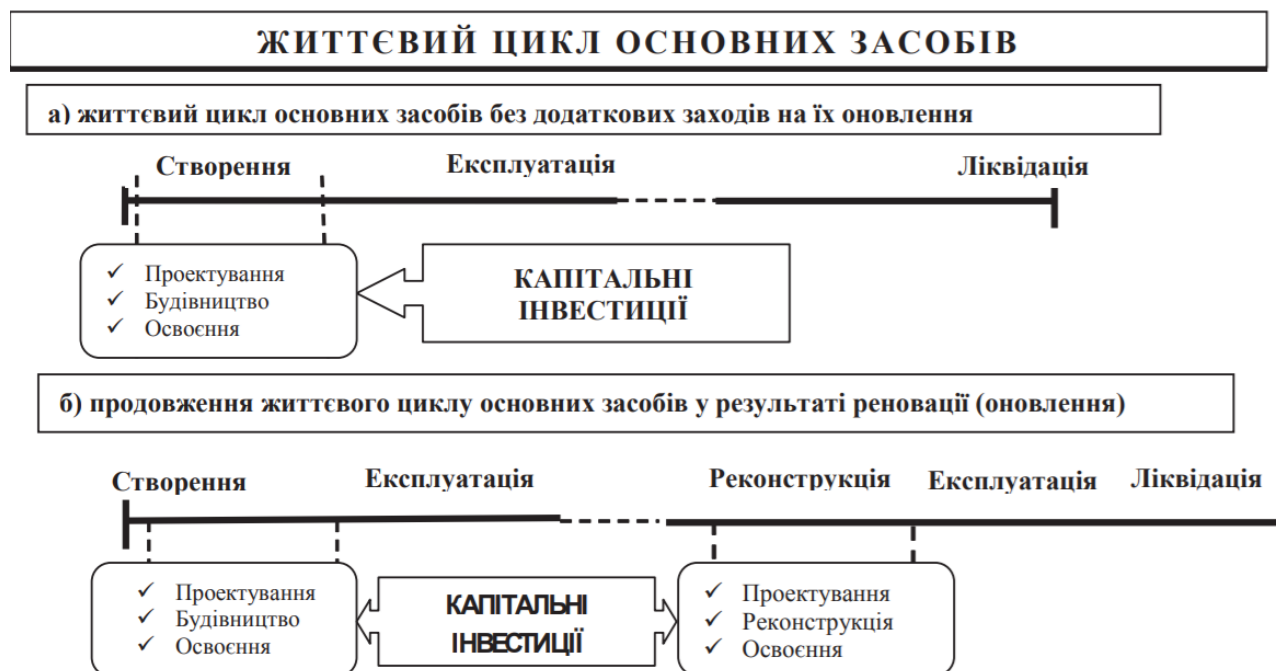 ЖИТТЄВИЙ ЦИКЛ ОСНОВНИХ ЗАСОБІВ
а) життєвий цикл основних засобів без додаткових заходів на їх оновлення
Створення Експлуатація Ліквідація
✓ Проектування
✓ Будівництво
✓ Освоєння
КАПІТАЛЬНІ
ІНВЕСТИЦІЇ
б) продовження життєвого циклу основних засобів у результаті реновації (оновлення)
Створення Експлуатація Реконструкція Експлуатація Ліквідація
✓ Проектування
✓ Будівництво
✓ Освоєння
КАПІТАЛЬНІ
ІНВЕСТИЦІЇ
✓ Проектування
✓ Реконструкція
✓ Освоєння